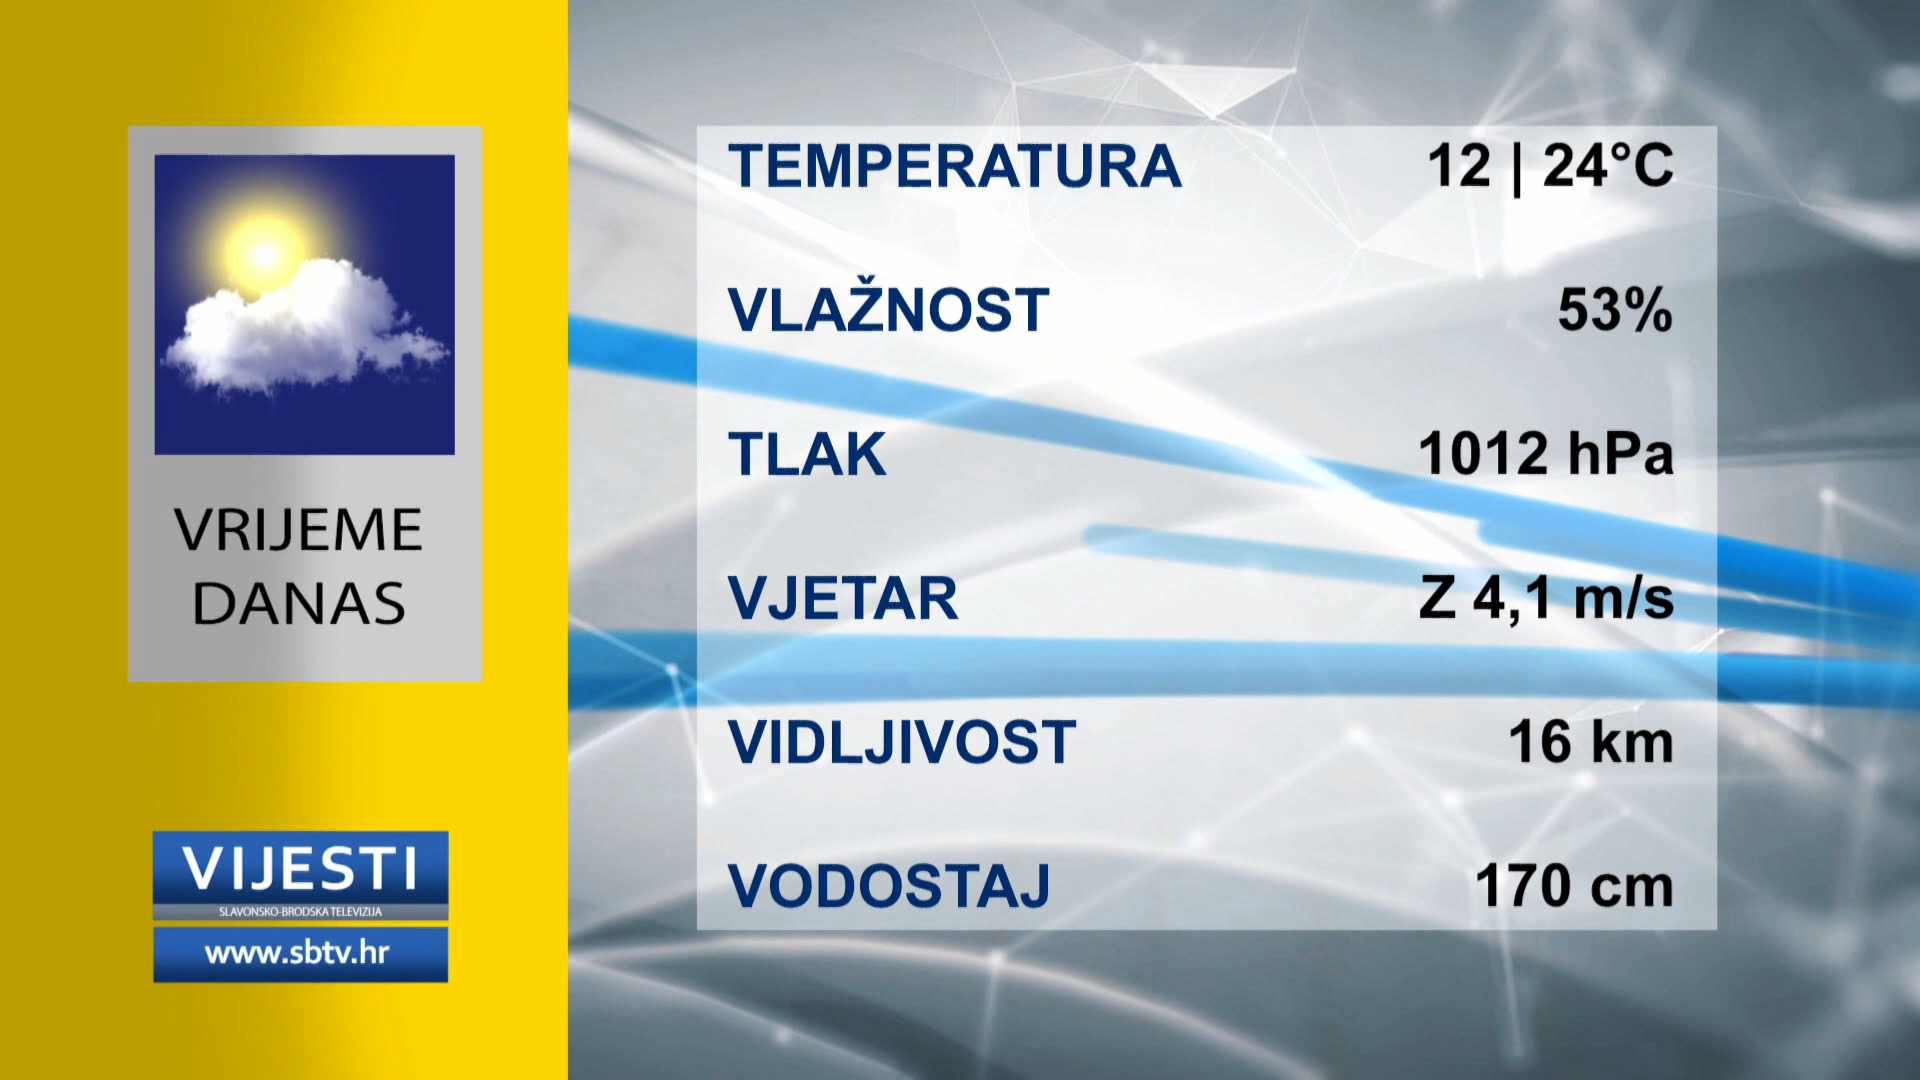 VRIJEME
DANAS
VIJESTI
SLAVONSKO-BRODSKA TELEVIZIJA
www.sbtv.hr
TEMPERATURA 12 | 24°C
VLAŽNOST 53%
TLAK 1012 hPa
VJETAR Z 4,1 m/s
VIDLJIVOST 16 km
VODOSTAJ 170 cm